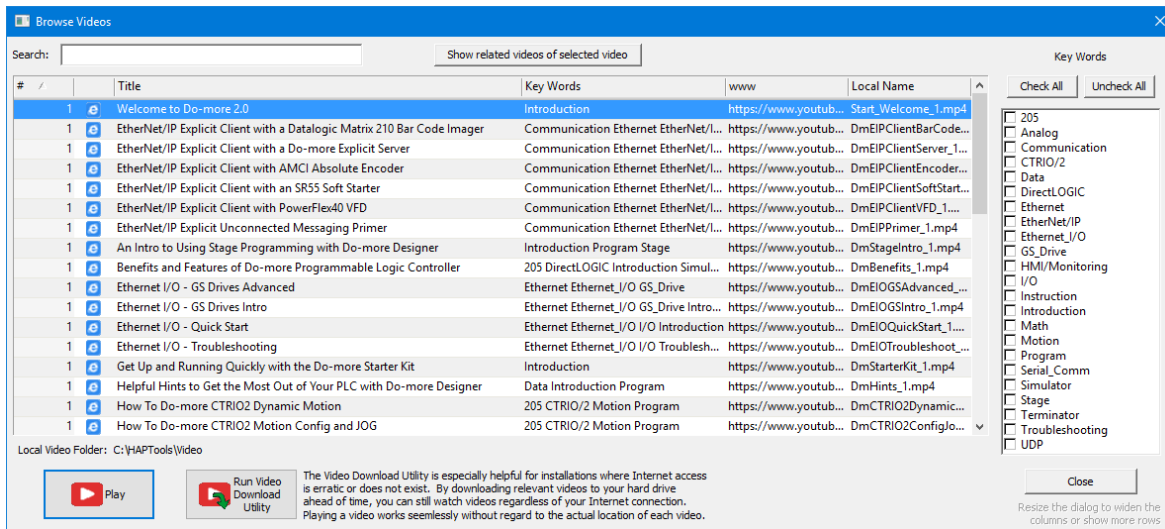 Browse Videos
Search:
Show related videos of selected video
Key Words
# Title Key Words www Local Name
Check All Uncheck All
1 Welcome to Do-more 2.0 Introduction https://www.youtub... Start_Welcome_1.mp4
1 EtherNet/IP Explicit Client with a Datalogic Matrix 210 Bar Code Imager Communication Ethernet EtherNet/I... https://www.youtub... DmEIPClientBarCode...
1 EtherNet/IP Explicit Client with a Do-more Explicit Server Communication Ethernet EtherNet/I... https://www.youtub... DmEIPClientServer_1...
1 EtherNet/IP Explicit Client with AMCI Absolute Encoder Communication Ethernet EtherNet/I... https://www.youtub... DmEIPClientEncoder...
1 EtherNet/IP Explicit Client with an SR55 Soft Starter Communication Ethernet EtherNet/I... https://www.youtub... DmEIPClientSoftStart...
1 EtherNet/IP Explicit Client with PowerFlex40 VFD Communication Ethernet EtherNet/I... https://www.youtub... DmEIPClientVFD_1....
1 EtherNet/IP Explicit Unconnected Messaging Primer Communication Ethernet EtherNet/I... https://www.youtub... DmEIPPrimer_1.mp4
1 An Intro to Using Stage Programming with Do-more Designer Introduction Program Stage https://www.youtub... DmStageIntro_1.mp4
1 Benefits and Features of Do-more Programmable Logic Controller 205 DirectLOGIC Introduction Simul... https://www.youtub... DmBenefits_1.mp4
1 Ethernet I/O - GS Drives Advanced Ethernet Ethernet_I/O GS_Drive https://www.youtub... DmEIOGSAdvanced_...
1 Ethernet I/O - GS Drives Intro Ethernet Ethernet_I/O GS_Drive Intro... https://www.youtub... DmEIOGSIntro_1.mp4
1 Ethernet I/O - Quick Start Ethernet Ethernet_I/O I/O Introduction https://www.youtub... DmEIOQuickStart_1....
1 Ethernet I/O - Troubleshooting Ethernet Ethernet_I/O I/O Troublesh... https://www.youtub... DmEIOTroubleshoot_...
1 Get Up and Running Quickly with the Do-more Starter Kit Introduction https://www.youtub... DmStarterKit_1.mp4
1 Helpful Hints to Get the Most Out of Your PLC with Do-more Designer Data Introduction Program https://www.youtub... DmHints_1.mp4
1 How To Do-more CTRIO2 Dynamic Motion 205 CTRIO/2 Motion Program https://www.youtub... DmCTRIO2Dynamic...
1 How To Do-more CTRIO2 Motion Config and JOG 205 CTRIO/2 Motion Program https://www.youtub... DmCTRIO2ConfigJo...
205
Analog
Communication
CTRIO/2
Data
DirectLOGIC
Ethernet
EtherNet/IP
Ethernet_I/O
GS_Drive
HMI/Monitoring
I/O
Instruction
Introduction
Math
Motion
Program
Serial_Comm
Simulator
Stage
Terminator
Troubleshooting
UDP
Local Video Folder: C:\HAPTools\Video
Play
Run Video
Download
Utility
The Video Download Utility is especially helpful for installations where Internet access
is erratic or does not exist. By downloading relevant videos to your hard drive
ahead of time, you can still watch videos regardless of your Internet connection.
Playing a video works seemlessly without regard to the actual location of each video.
Close
Resize the dialog to widen the
columns or show more rows